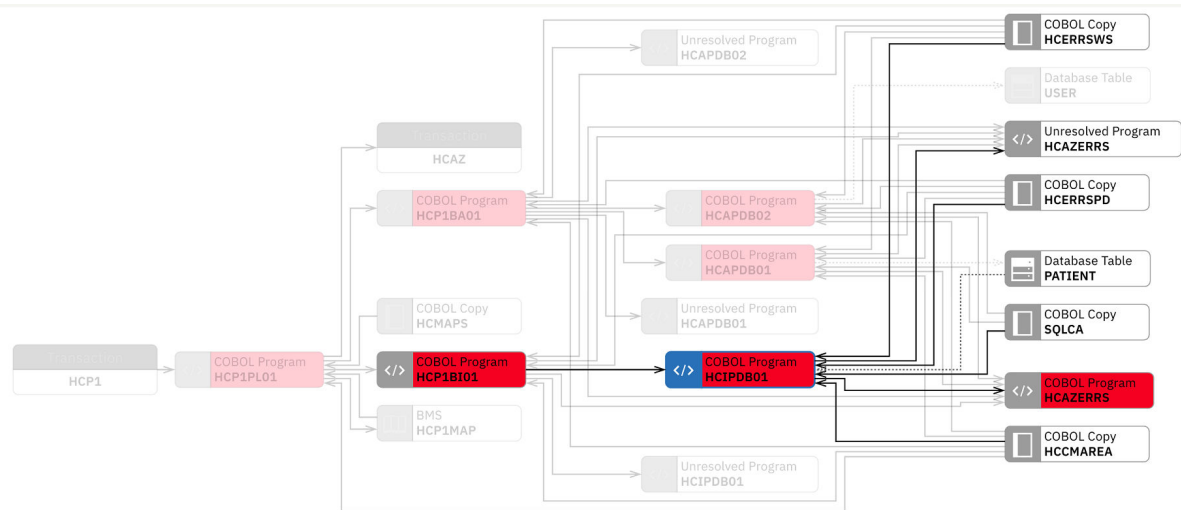 COBOL Copy
HCERRSWS
Unresolved Program
HCAPDB02
Database Table
USER
Transaction
HCAZ
Unresolved Program
HCAZERRS
COBOL Program
HCP1BA01
COBOL Program
HCAPDB02
COBOL Copy
HCERRSPD
COBOL Program
HCAPDB01
Database Table
PATIENT
COBOL Copy
HCMAPS
Unresolved Program
HCAPDB01
COBOL Copy
SQLCA
Transaction
HCP1
COBOL Program
HCP1PL01
</> COBOL Program
HCP1BI01
</> COBOL Program
HCIPDB01
</> COBOL Program
HCAZERRS
BMS
HCP1MAP
COBOL Copy
HCCMAREA
Unresolved Program
HCIPDB01